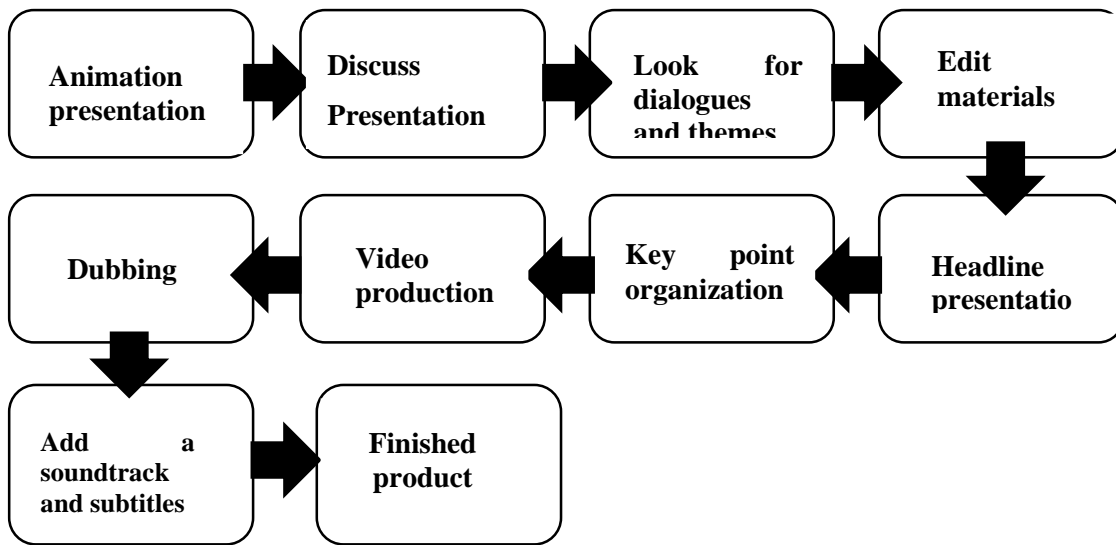 Animation
presentation
Discuss
Presentation
Look for
dialogues
and themes
Edit
materials
Headline
presentatio
Key point
organization
Video
production
Dubbing
Add a
soundtrack
and subtitles
Finished
product